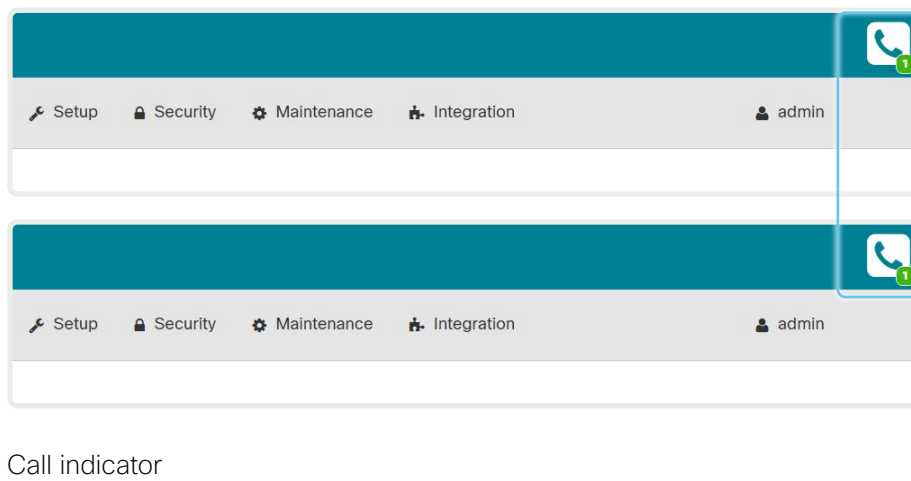 1
Setup Security Maintenance Integration admin
1
Setup Security Maintenance Integration admin
Call indicator